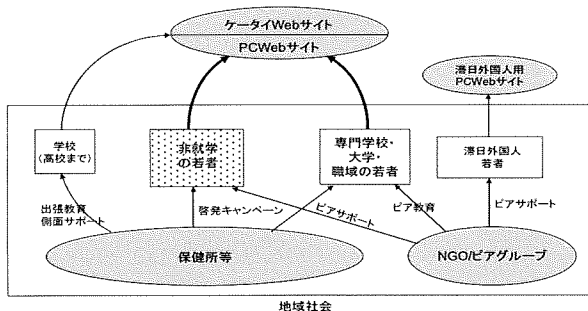 ケータイWebサイト
PCWebサイト
滞日外国人用
PCWebサイト
学校
(高校まで)
非就学
の若者
専門学校・
大学・
職域の若者
滞日外国人
若者
出張教育
側面サポート
啓発キャンペーン
ピアサポート
ピア教育
ピアサポート
保健所等
NGO/ピアグループ
地域社会